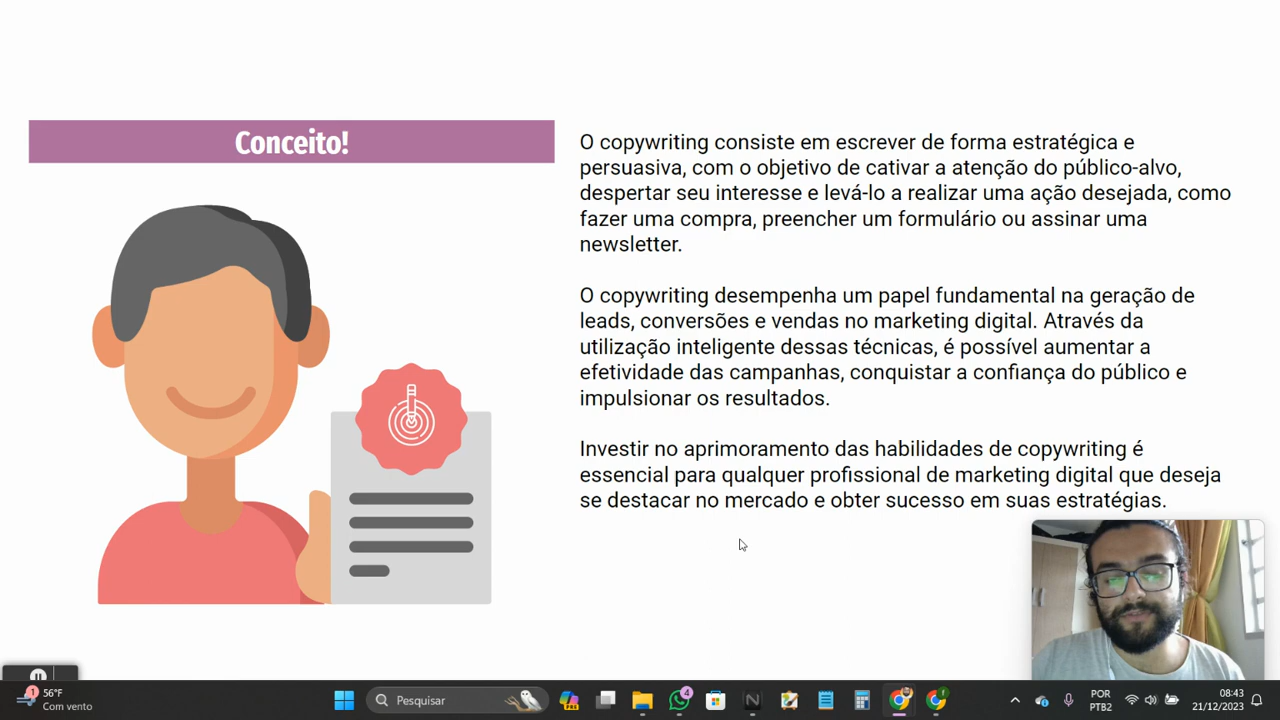 Conceito!
O copywriting consiste em escrever de forma estratégica e
persuasiva, com o objetivo de cativar a atenção do público-alvo,
despertar seu interesse e levá-lo a realizar uma ação desejada, como
fazer uma compra, preencher um formulário ou assinar uma
newsletter.
O copywriting desempenha um papel fundamental na geração de
leads, conversões e vendas no marketing digital. Através da
utilização inteligente dessas técnicas, é possível aumentar a
efetividade das campanhas, conquistar a confiança do público e
impulsionar os resultados.
Investir no aprimoramento das habilidades de copywriting é
essencial para qualquer profissional de marketing digital que deseja
se destacar no mercado e obter sucesso em suas estratégias.
1
56°F
Com vento
Pesquisar
PRE
4
N
POR
PTB2
08:43
21/12/2023